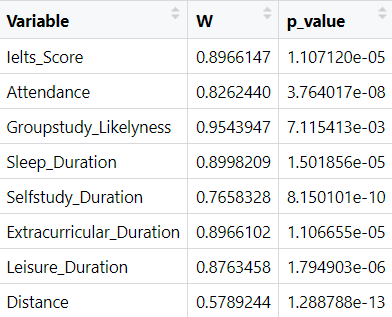 Variable W p_value
Ielts_Score 0.8966147 1.107120e-05
Attendance 0.8262440 3.764017e-08
Groupstudy_Likelyness 0.9543947 7.115413e-03
Sleep_Duration 0.8998209 1.501856e-05
Selfstudy_Duration 0.7658328 8.150101e-10
Extracurricular_Duration 0.8966102 1.106655e-05
Leisure_Duration 0.8763458 1.794903e-06
Distance 0.5789244 1.288788e-13